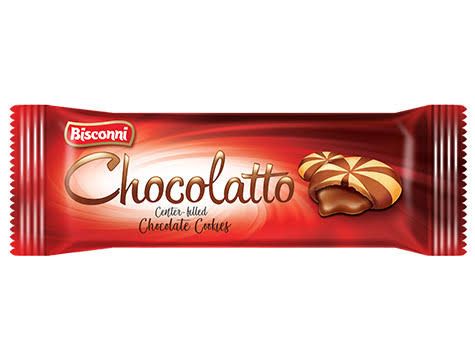 Bisconni
Chocolatto
Center-filled
Chocolate Cookies